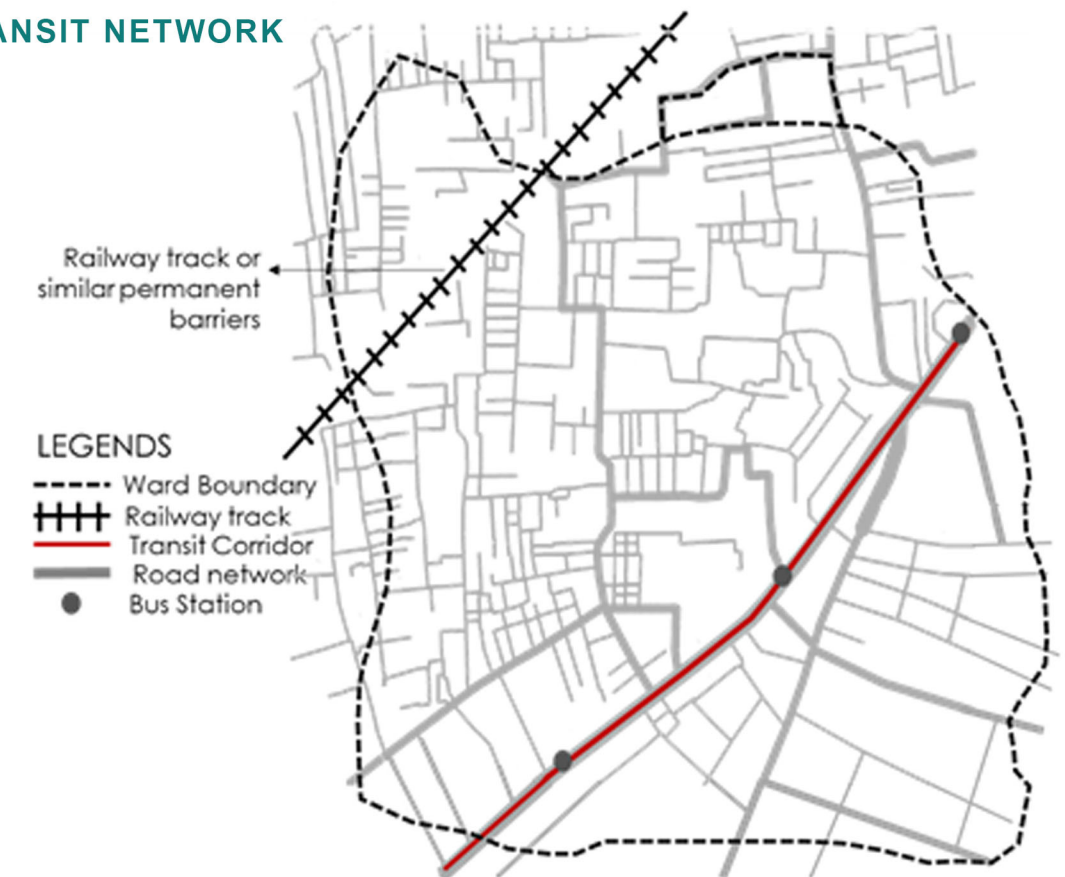 ANSIT NETWORK
Railway track or
similar permanent
barriers
LEGENDS
Ward Boundary
Railway track
Transit Corridor
Road network
Bus Station